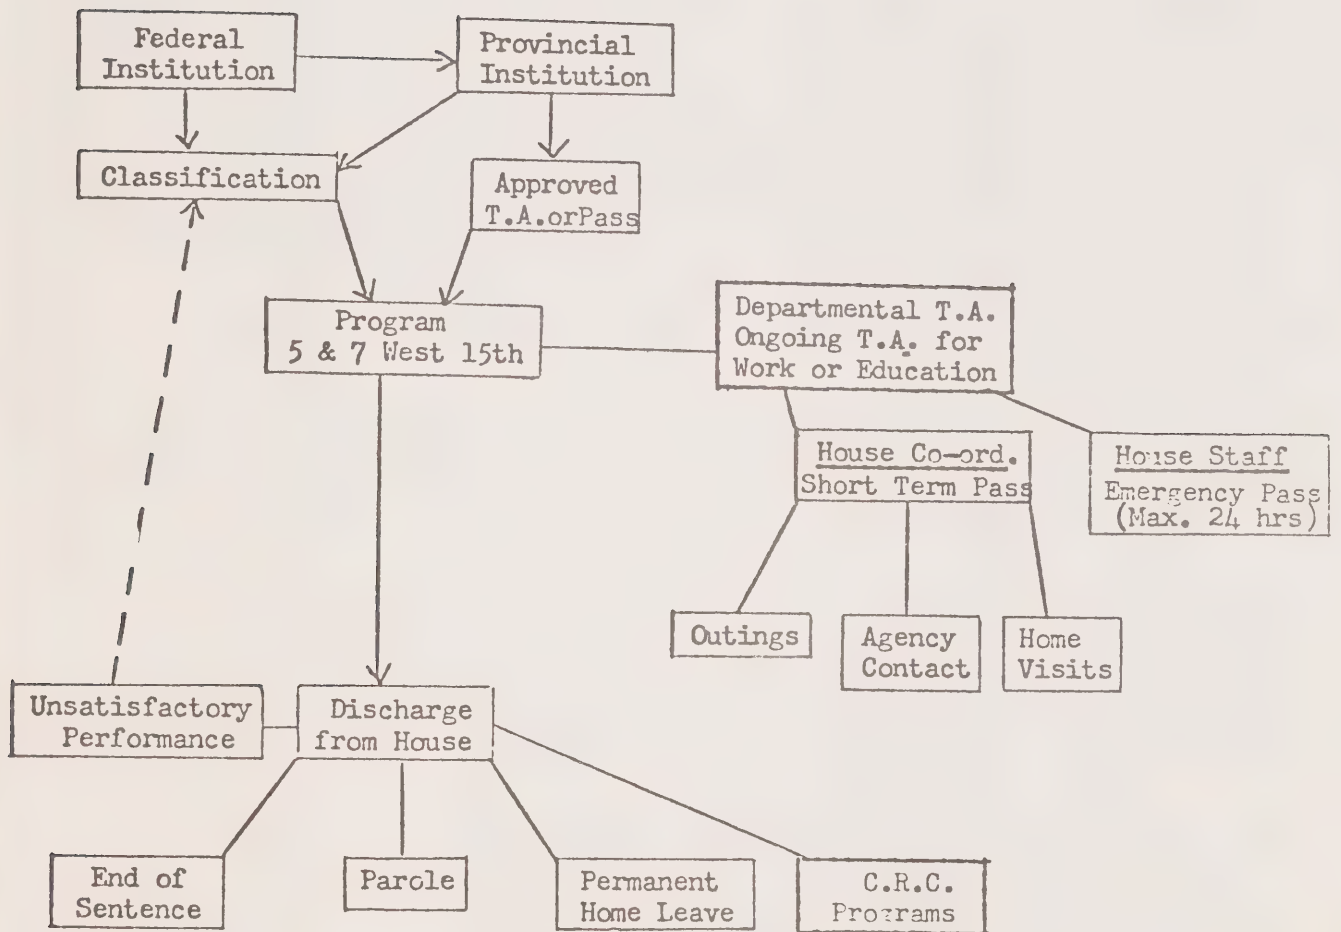 Federal
Institution
Provincial
Institution
Classification
Approved
T.A.orPass
Program
5 & 7 West 15th
Departmental T.A.
Ongoing T.A. for
Work or Education
House Co-ord.
Short Term Pass
House Staff
Emergency Pass
(Max. 24 hrs)
Outings
Agency
Contact
Home
Visits
Unsatisfactory
Performance
Discharge
from House
End of
Sentence
Parole
Permanent
Home Leave
C.R.C.
Programs